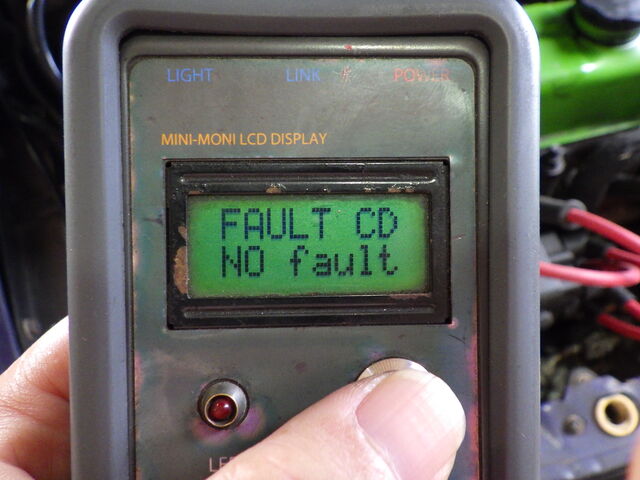 LIGHT LINK POWER
MINI-MONI LCD DISPLAY
FAULT CD
NO fault